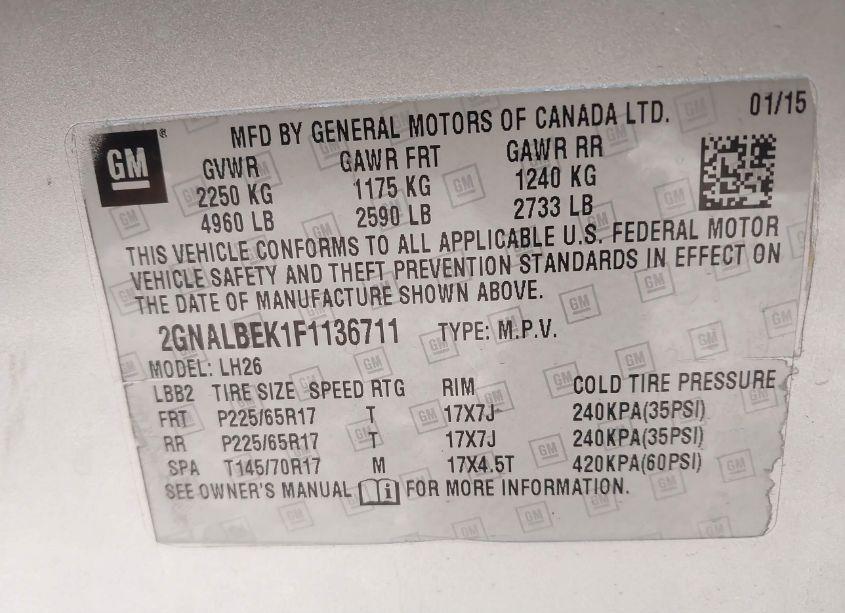 GM
MFD BY GENERAL MOTORS OF CANADA LTD. 01/15
GVWR GAWR FRT GAWR RR
2250 KG 1175 KG 1240 KG
4960 LB 2590 LB 2733 LB
THIS VEHICLE CONFORMS TO ALL APPLICABLE U.S. FEDERAL MOTOR
VEHICLE SAFETY AND THEFT PREVENTION STANDARDS IN EFFECT ON
THE DATE OF MANUFACTURE SHOWN ABOVE.
2GNALBEK1F1136711 TYPE: M.P.V.
MODEL: LH26
LBB2 TIRE SIZE SPEED RTG RIM COLD TIRE PRESSURE
FRT P225/65R17 T 17X7J 240KPA(35PSI)
RR P225/65R17 T 17X7J 240KPA(35PSI)
SPA T145/70R17 M 17X4.5T 420KPA(60PSI)
SEE OWNER'S MANUAL FOR MORE INFORMATION.